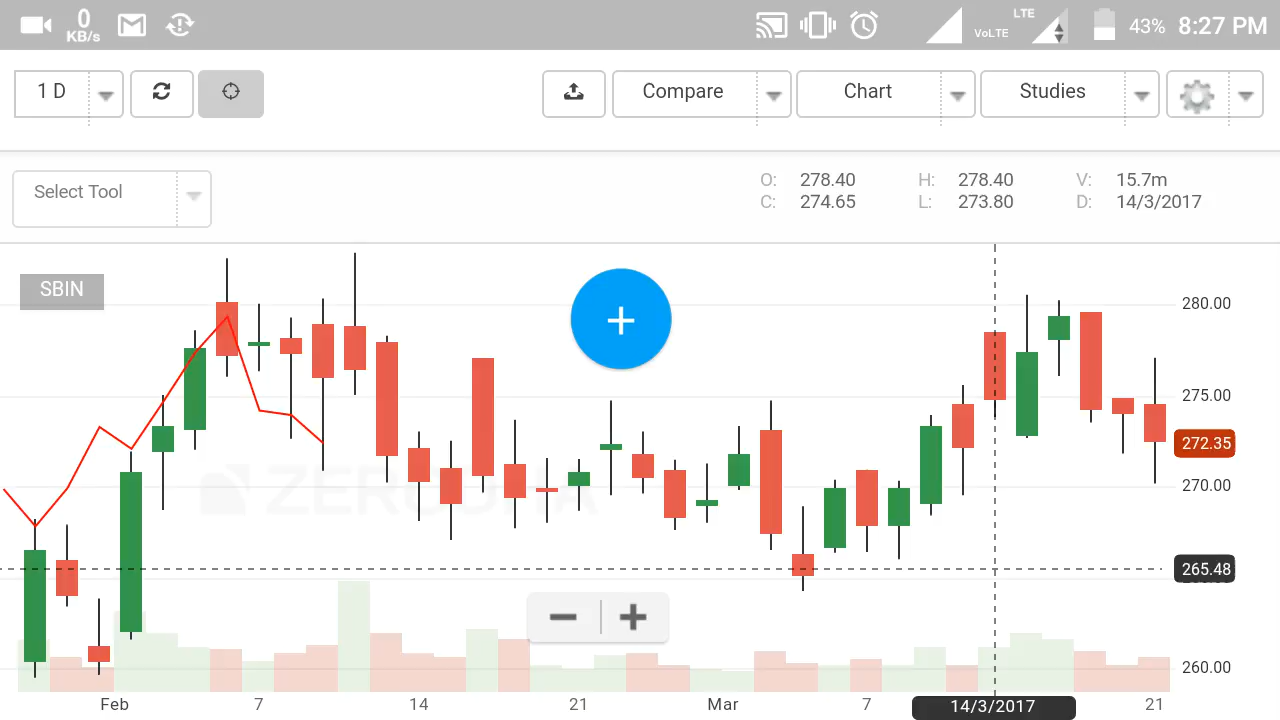 0
KB/s
VoLTE
LTE
43%
8:27 PM
1 D
Compare
Chart
Studies
Select Tool
O: 278.40 H: 278.40 V: 15.7m
C: 274.65 L: 273.80 D: 14/3/2017
SBIN
ZERODHA
280.00
275.00
272.35
270.00
265.48
260.00
Feb 7 14 21 Mar 7 14/3/2017 21